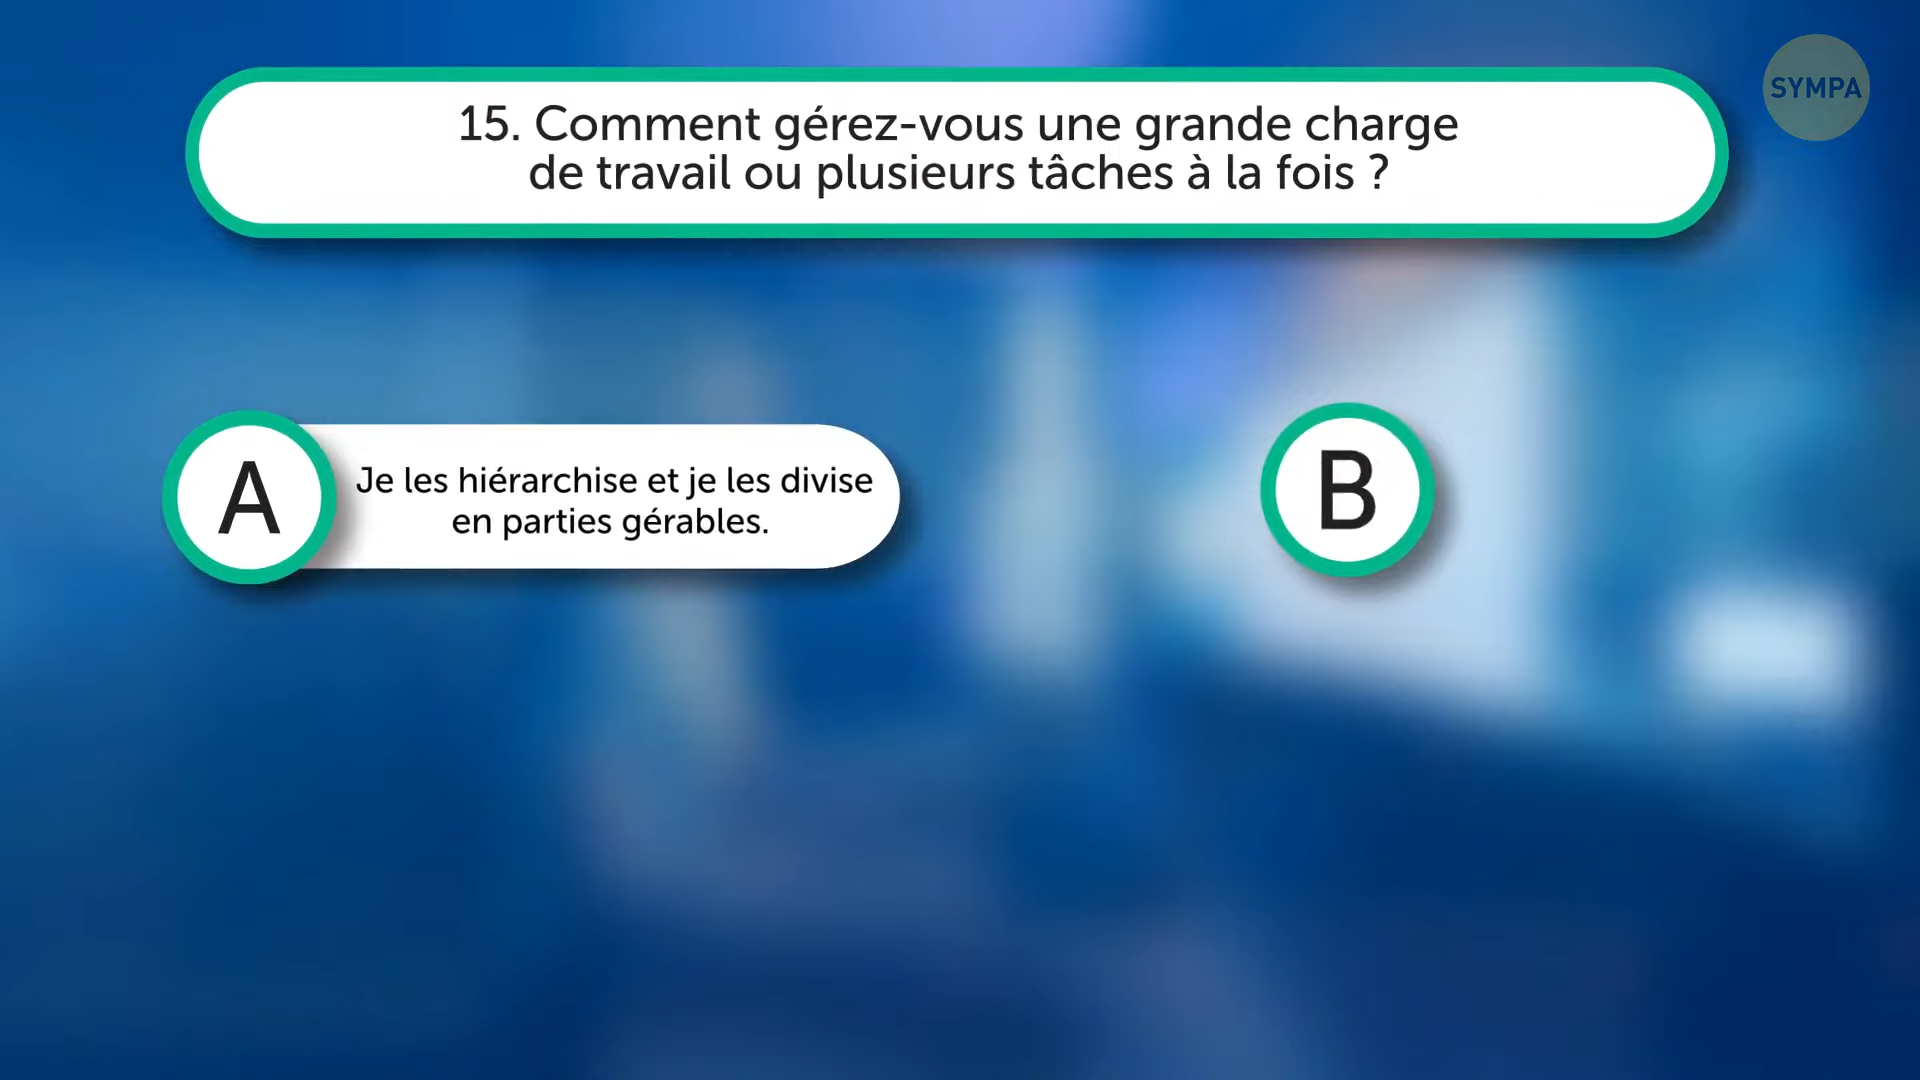 SYMPA
15. Comment gérez-vous une grande charge
de travail ou plusieurs tâches à la fois ?
A
Je les hiérarchise et je les divise
en parties gérables.
B